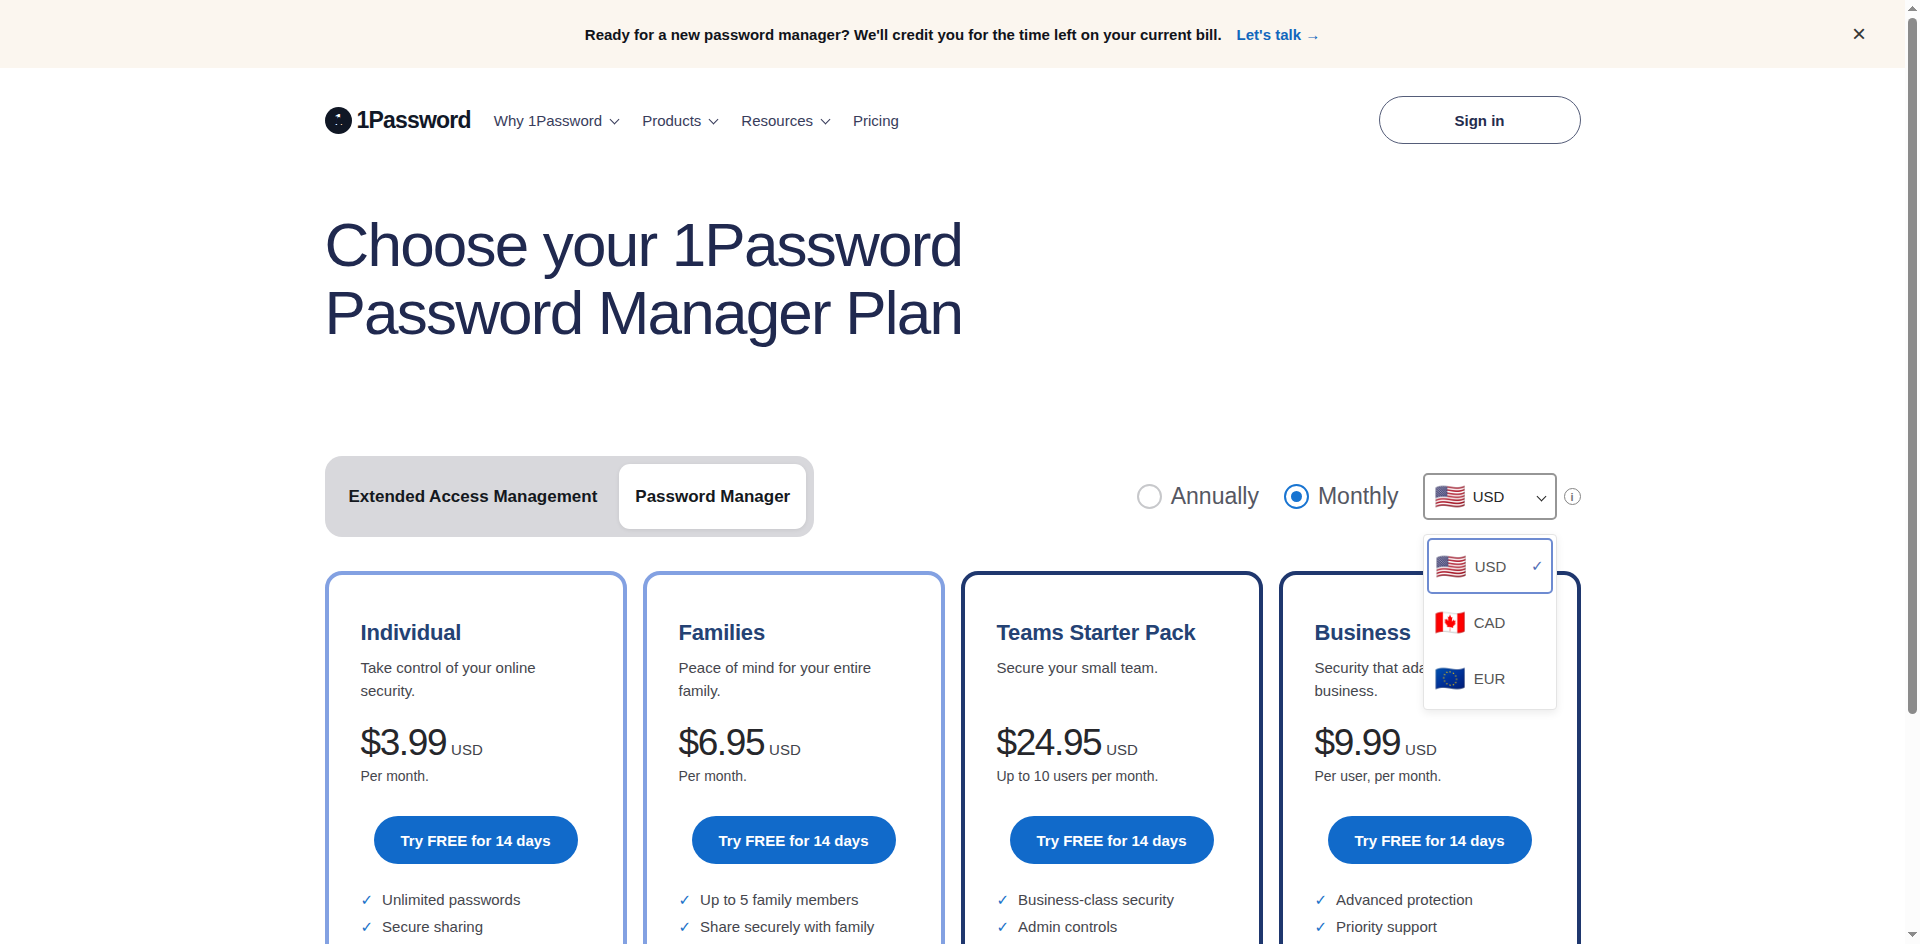 Ready for a new password manager? We'll credit you for the time left on your current bill. Let's talk →
1Password Why 1Password Products Resources Pricing Sign in
Choose your 1Password
Password Manager Plan
Extended Access Management Password Manager
Annually Monthly USD
USD ✓
CAD
EUR
Individual
Take control of your online
security.
$3.99 USD
Per month.
Try FREE for 14 days
✓ Unlimited passwords
✓ Secure sharing
Families
Peace of mind for your entire
family.
$6.95 USD
Per month.
Try FREE for 14 days
✓ Up to 5 family members
✓ Share securely with family
Teams Starter Pack
Secure your small team.
$24.95 USD
Up to 10 users per month.
Try FREE for 14 days
✓ Business-class security
✓ Admin controls
Business
Security that
business.
$9.99 USD
Per user, per month.
Try FREE for 14 days
✓ Advanced protection
✓ Priority support